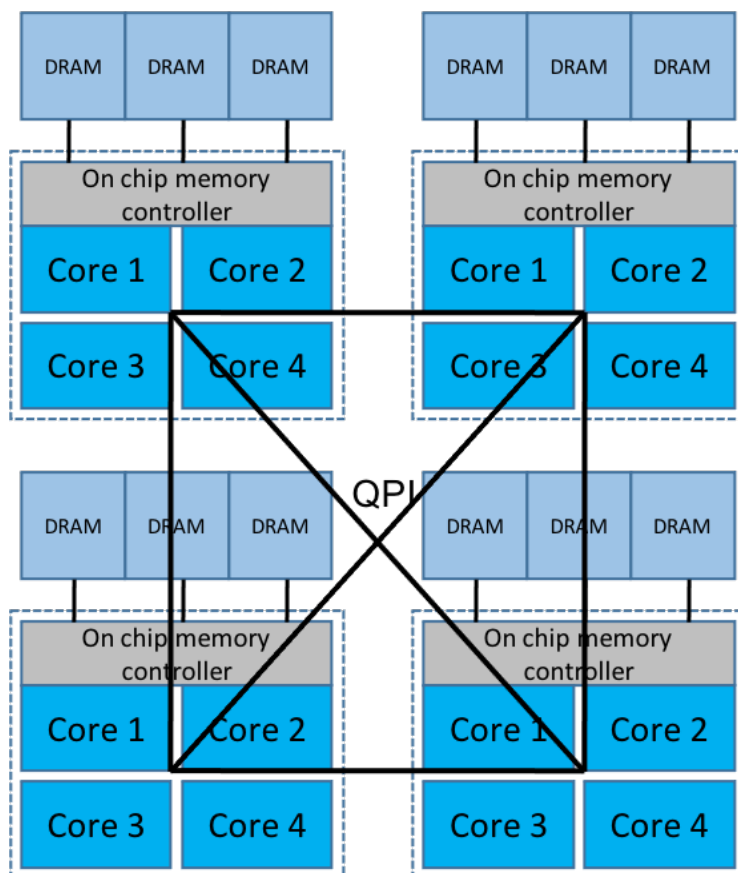 DRAM DRAM DRAM DRAM DRAM DRAM
On chip memory
controller
On chip memory
controller
Core 1 Core 2 Core 1 Core 2
Core 3 Core 4 Core 3 Core 4
QPI
DRAM DRAM DRAM DRAM DRAM DRAM
On chip memory
controller
On chip memory
controller
Core 1 Core 2 Core 1 Core 2
Core 3 Core 4 Core 3 Core 4